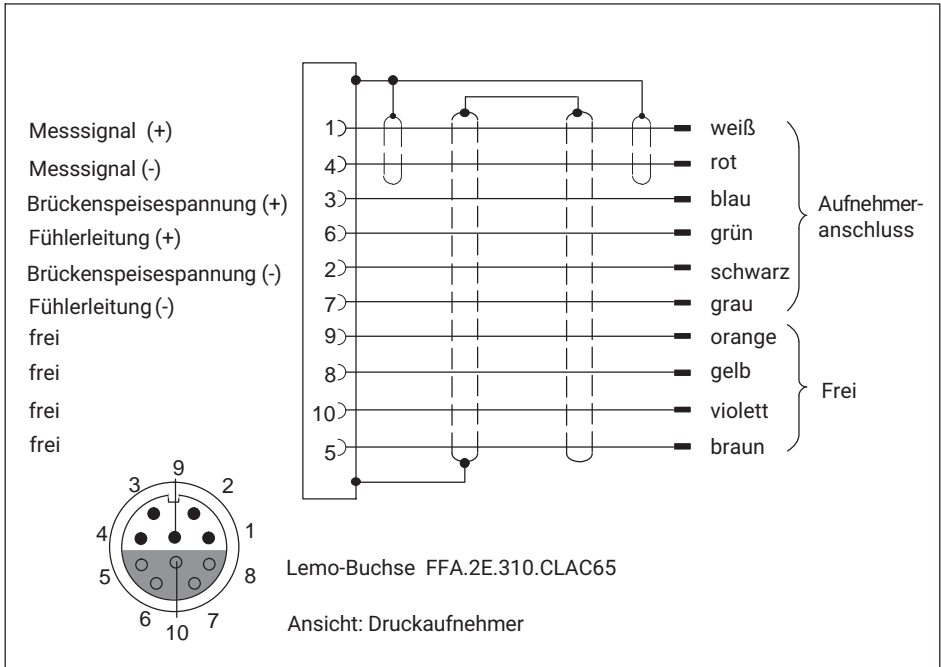 Messsignal (+) 1 weiß
Messsignal (-) 4 rot
Brückenspeisespannung (+) 3 blau
Fühlerleitung (+) 6 grün
Brückenspeisespannung (-) 2 schwarz
Fühlerleitung (-) 7 grau
Aufnehmer-
anschluss
frei 9 orange
frei 8 gelb
frei 10 violett
frei 5 braun
Frei
9
3 2
4 1
5 8
6 7
10
Lemo-Buchse FFA.2E.310.CLAC65
Ansicht: Druckaufnehmer